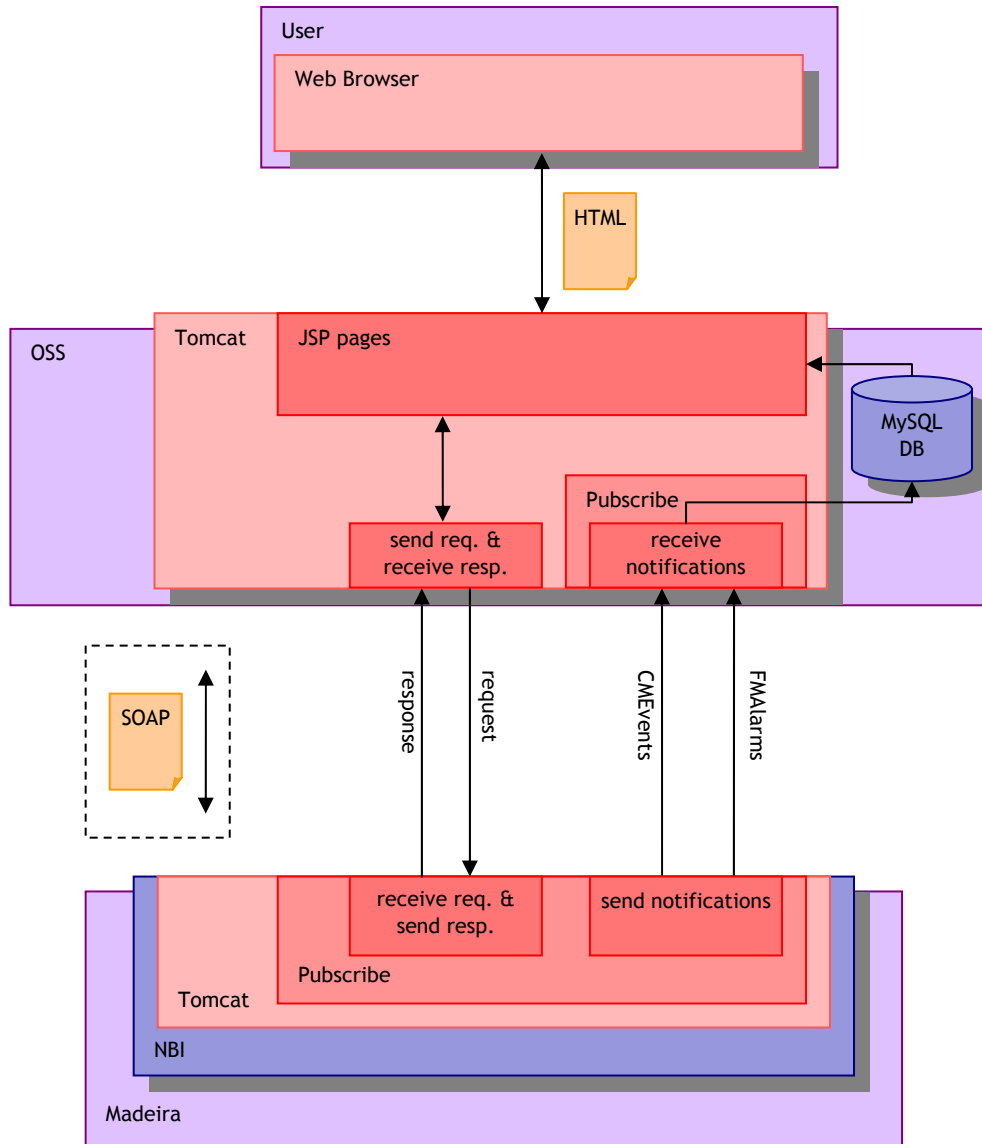 User
Web Browser
HTML
Tomcat
JSP pages
OSS
MySQL
DB
Pubscribe
send req. &
receive resp.
receive
notifications
SOAP
response
request
CMEvents
FMAlarms
receive req. &
send resp.
send notifications
Pubscribe
Tomcat
NBI
Madeira